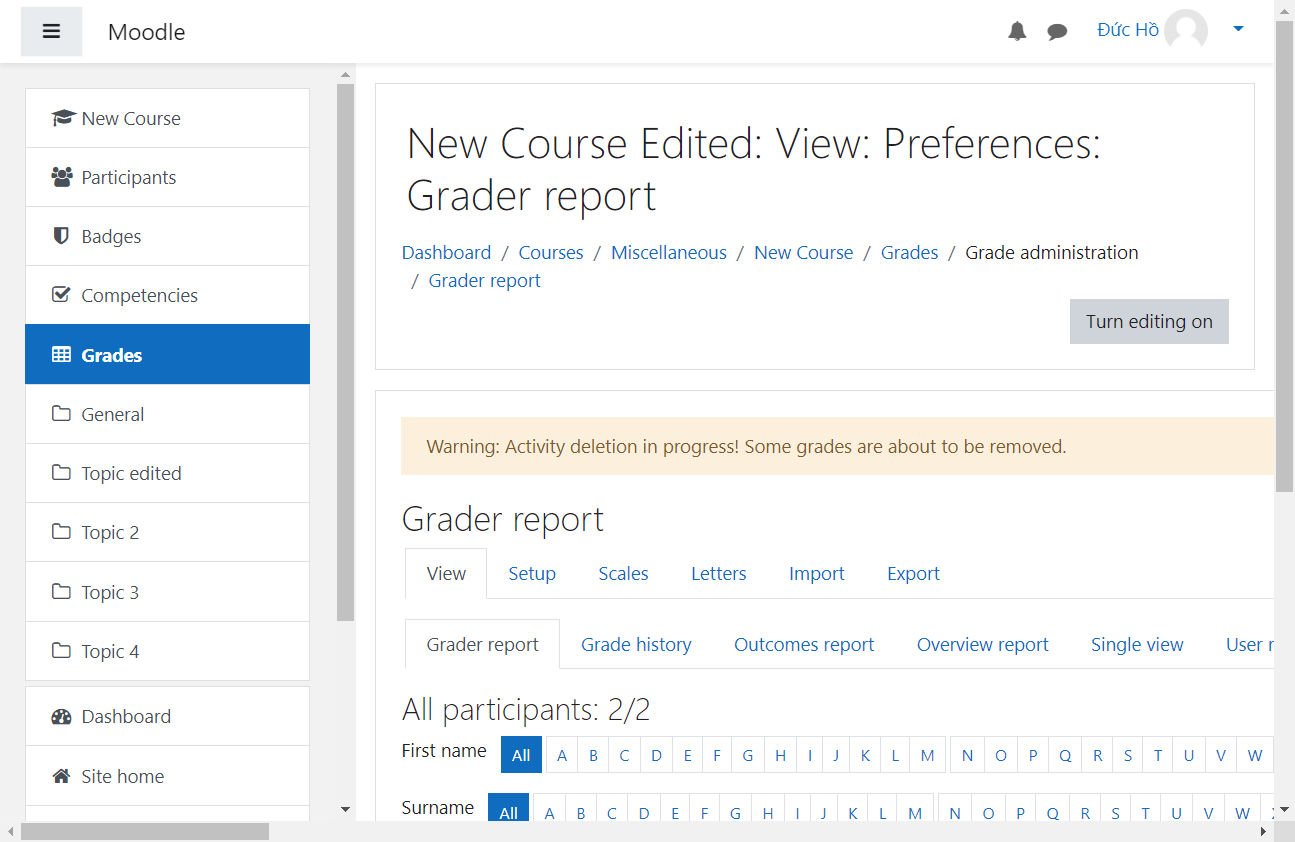 Moodle
Đức Hồ
New Course
Participants
Badges
Competencies
Grades
General
Topic edited
Topic 2
Topic 3
Topic 4
Dashboard
Site home
New Course Edited: View: Preferences:
Grader report
Dashboard / Courses / Miscellaneous / New Course / Grades / Grade administration
/ Grader report
Turn editing on
Warning: Activity deletion in progress! Some grades are about to be removed.
Grader report
View Setup Scales Letters Import Export
Grader report Grade history Outcomes report Overview report Single view User
All participants: 2/2
First name All A B C D E F G H I J K L M N O P Q R S T U V W
Surname All A B C D E F G H I J K L M N O P Q R S T U V W